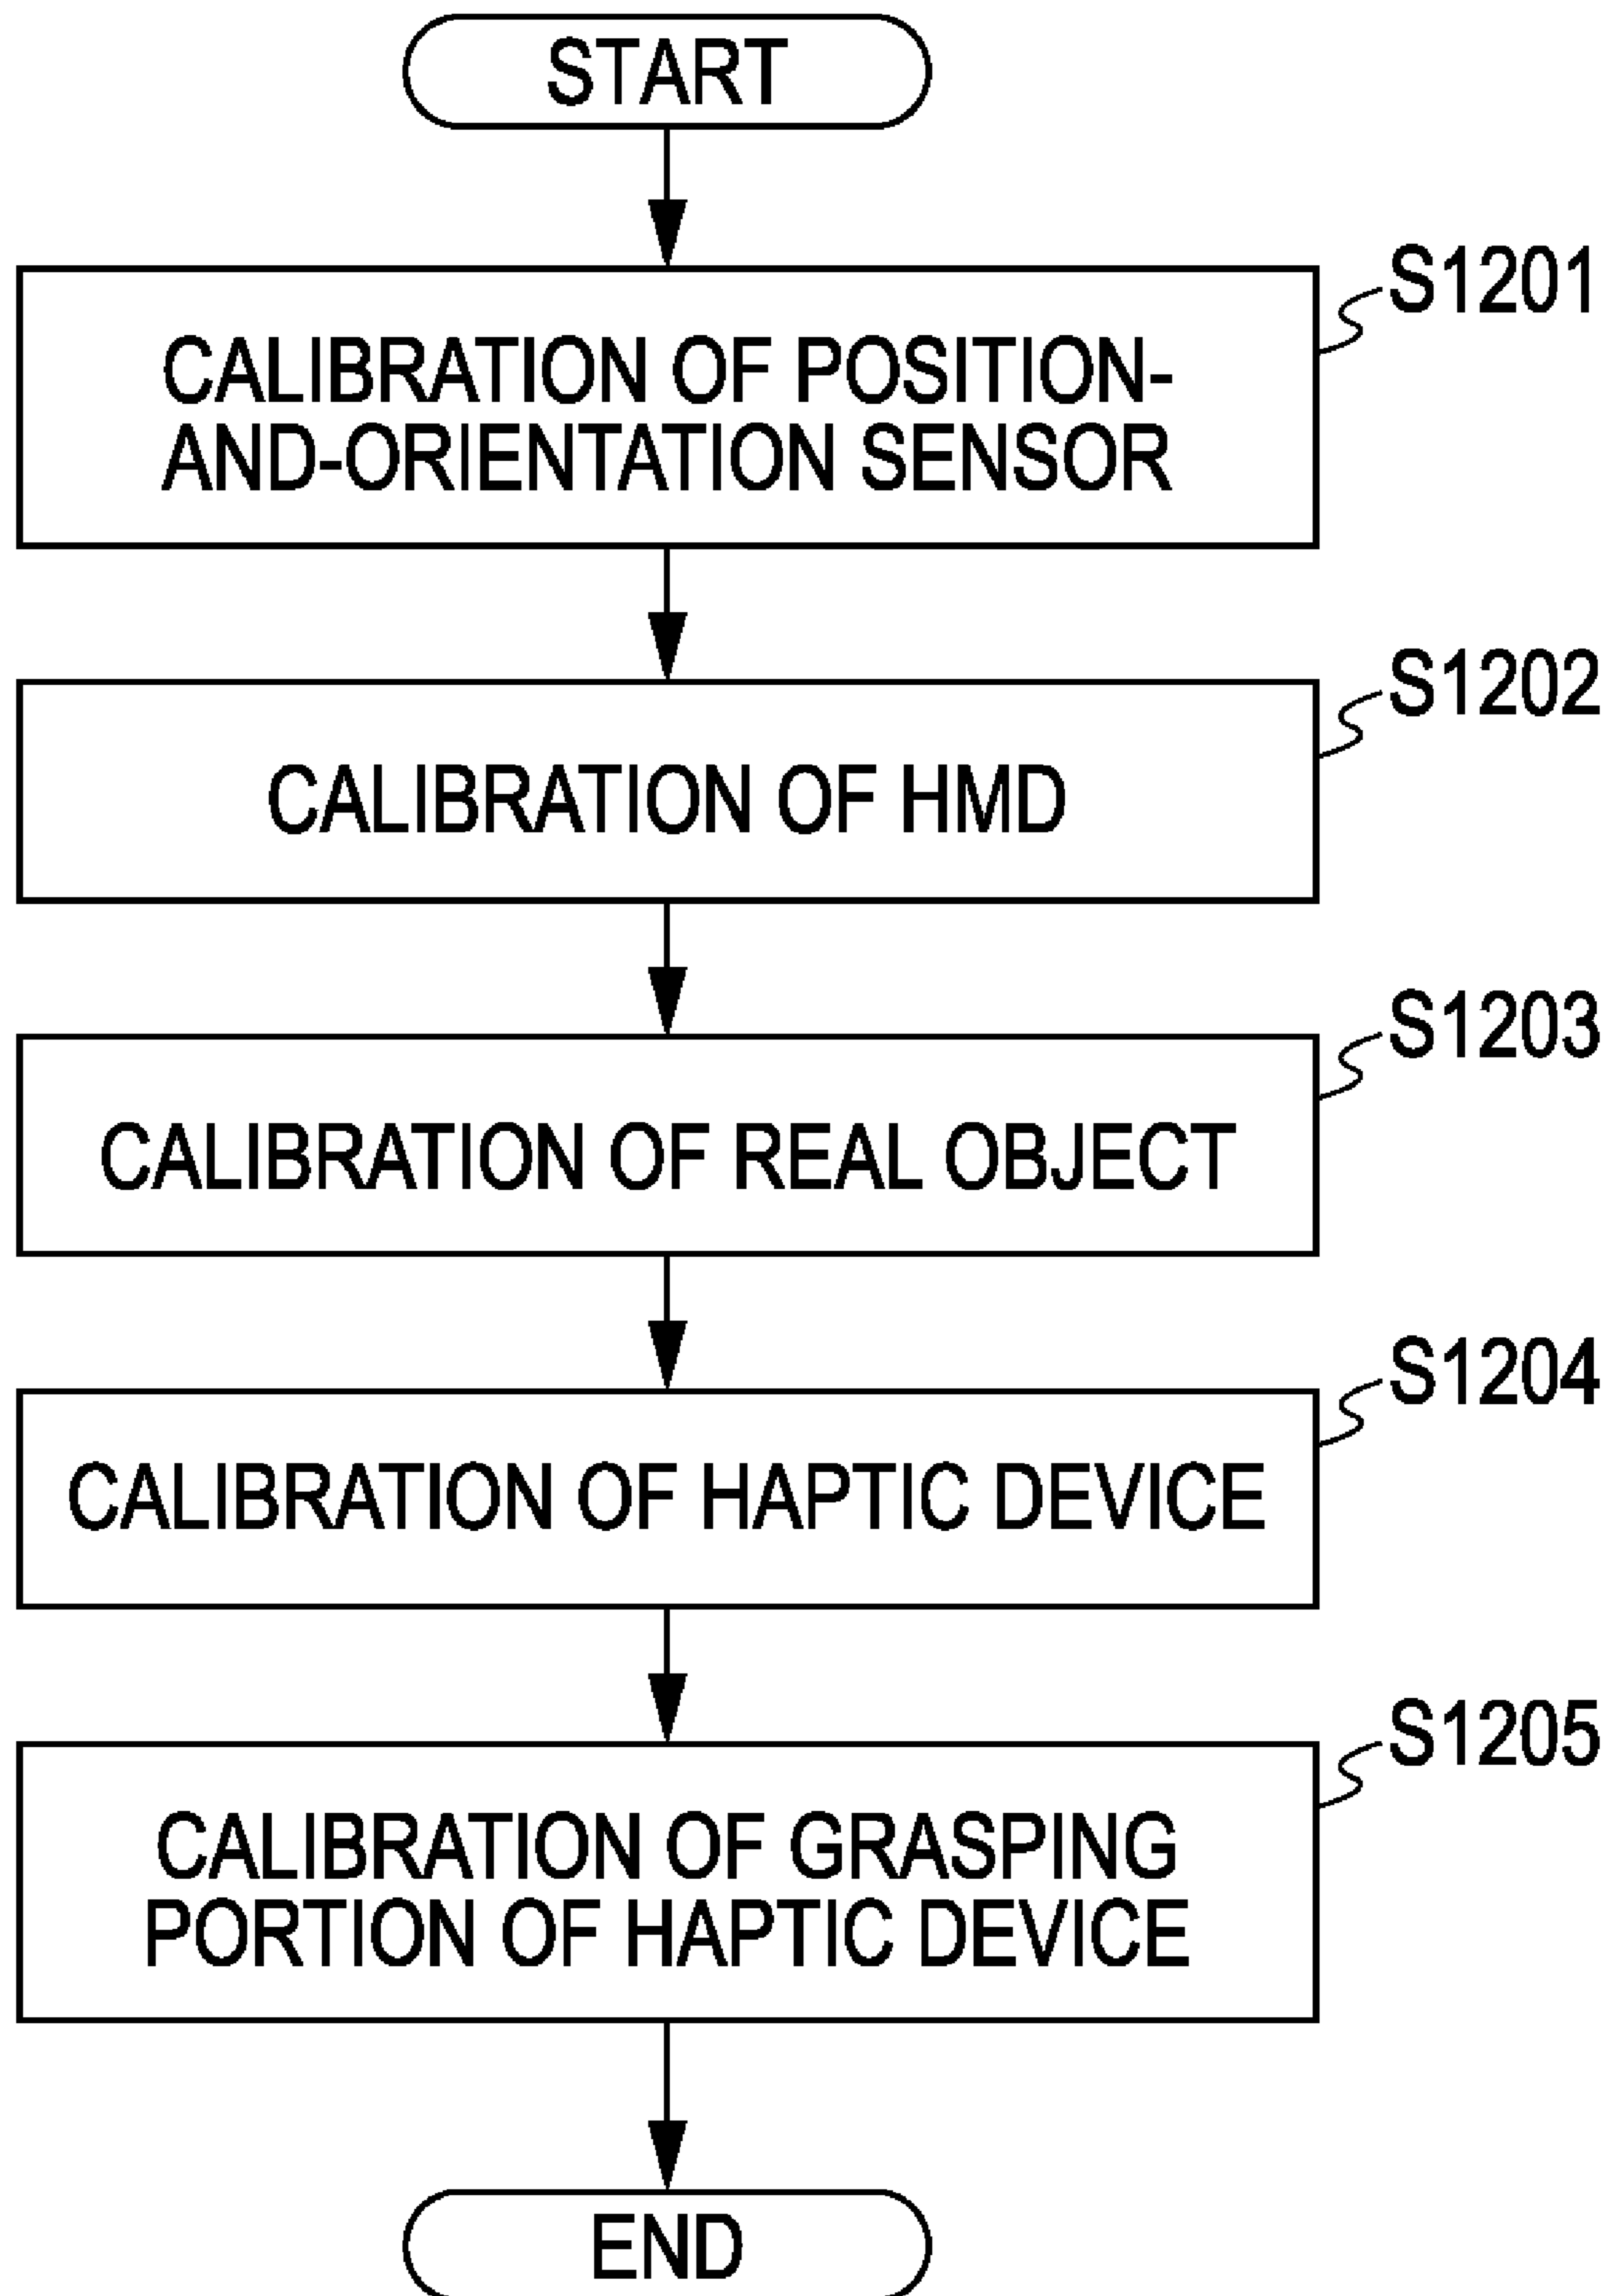 START
S1201
CALIBRATION OF POSITION-
AND-ORIENTATION SENSOR
S1202
CALIBRATION OF HMD
S1203
CALIBRATION OF REAL OBJECT
S1204
CALIBRATION OF HAPTIC DEVICE
S1205
CALIBRATION OF GRASPING
PORTION OF HAPTIC DEVICE
END